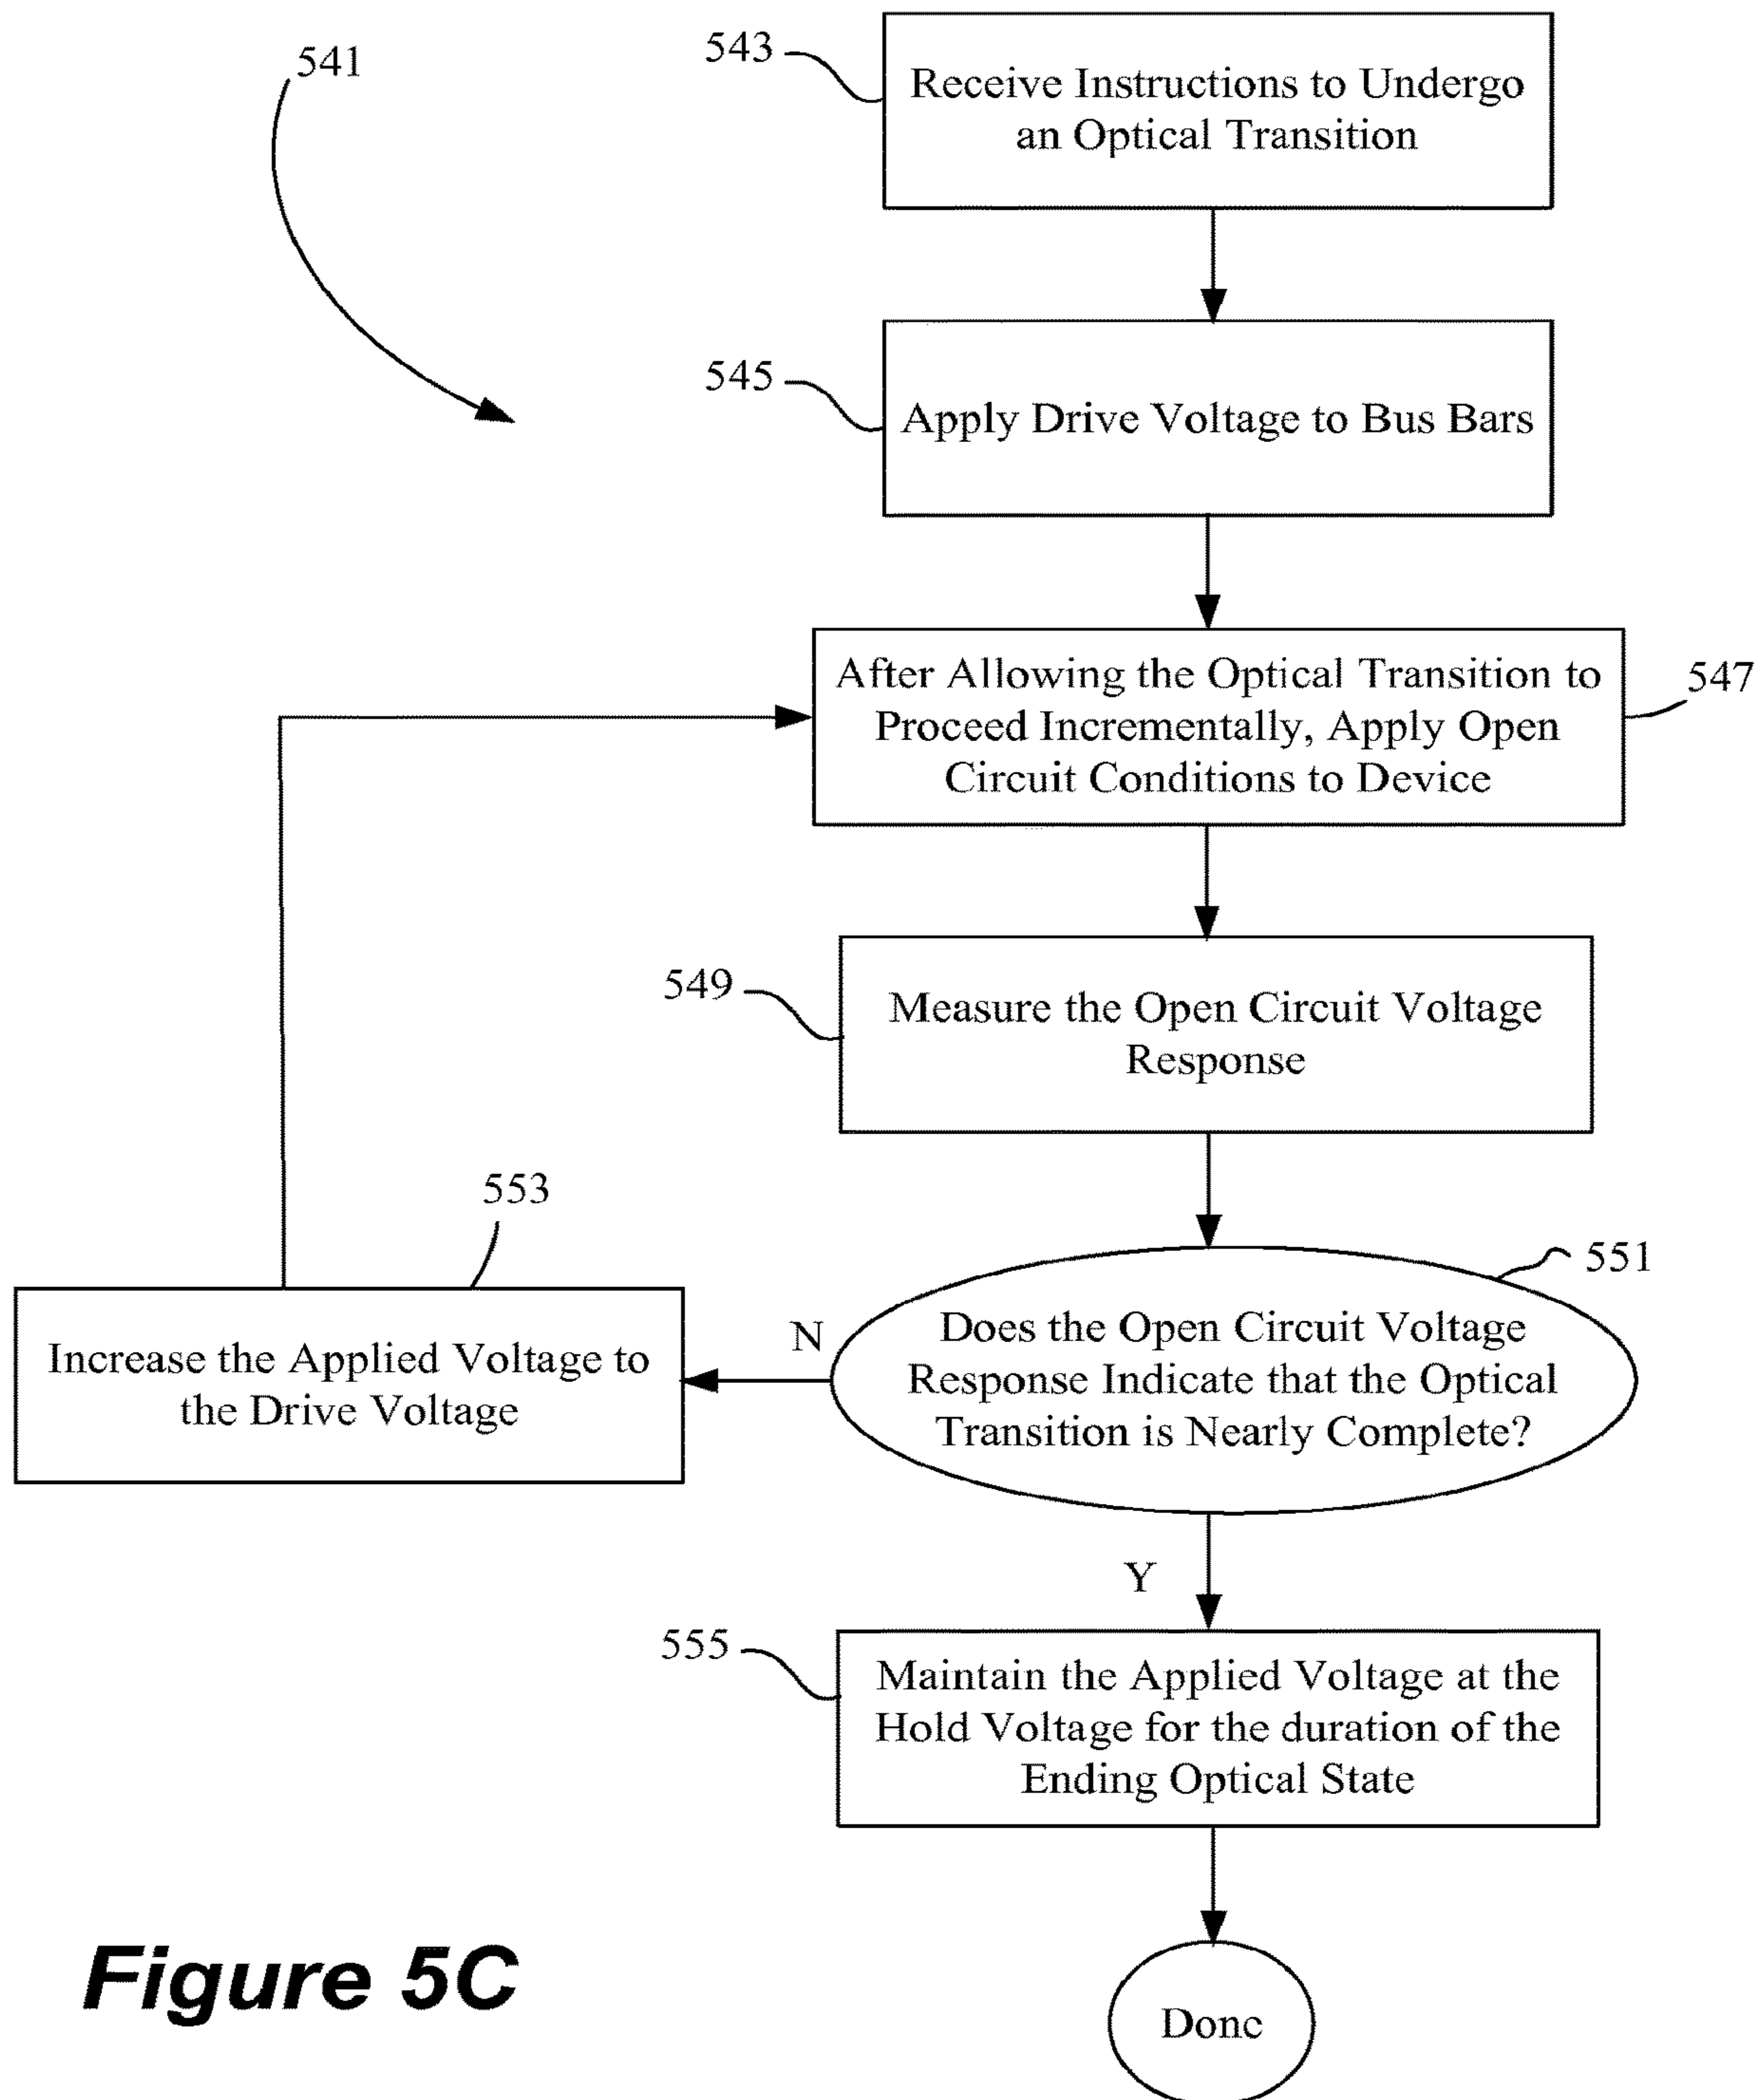 541
543
Receive Instructions to Undergo
an Optical Transition
545
Apply Drive Voltage to Bus Bars
After Allowing the Optical Transition to
Proceed Incrementally, Apply Open
Circuit Conditions to Device
547
549
Measure the Open Circuit Voltage
Response
553
Increase the Applied Voltage to
the Drive Voltage
N
551
Does the Open Circuit Voltage
Response Indicate that the Optical
Transition is Nearly Complete?
Y
555
Maintain the Applied Voltage at the
Hold Voltage for the duration of the
Ending Optical State
Done
Figure 5C